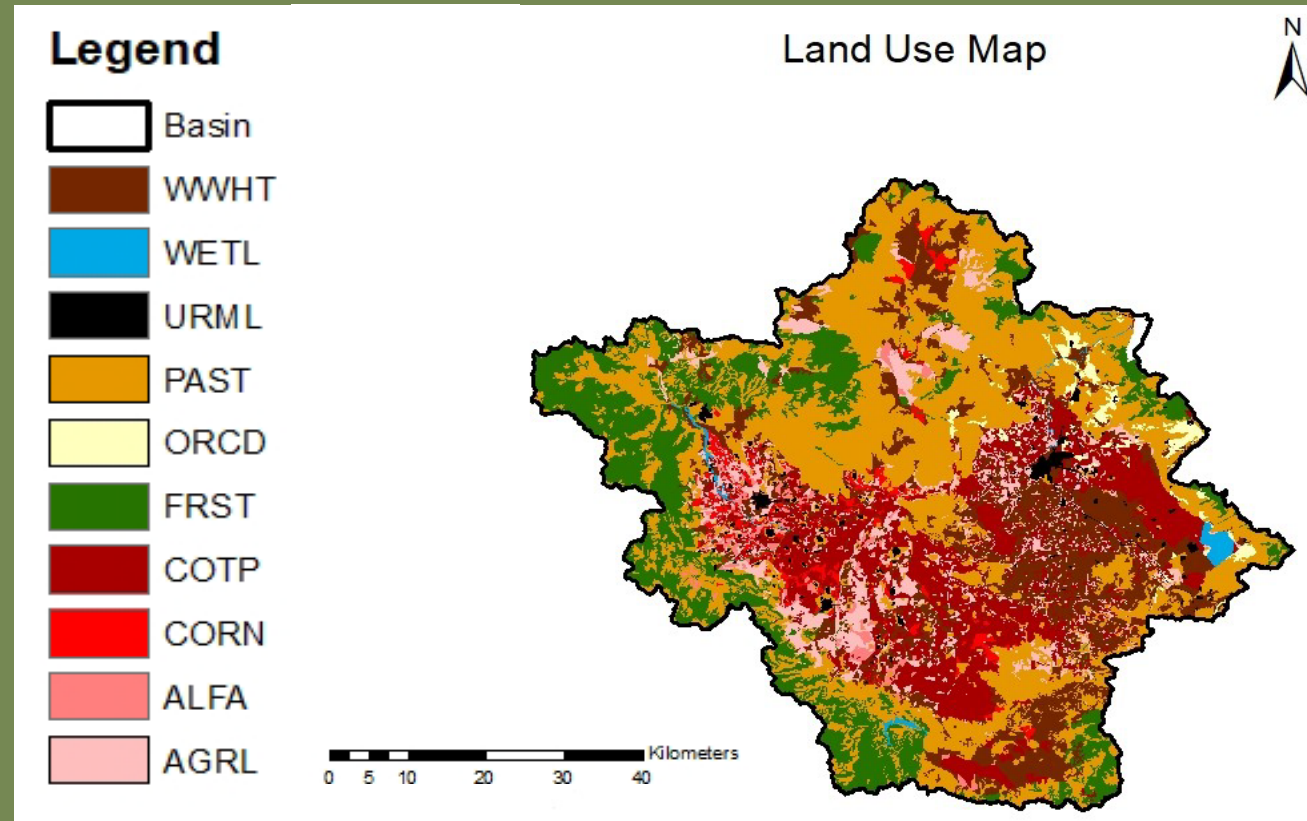 Legend
Land Use Map
N
Basin
WWHT
WETL
URML
PAST
ORCD
FRST
COTP
CORN
ALFA
AGRL
Kilometers
0 5 10 20 30 40